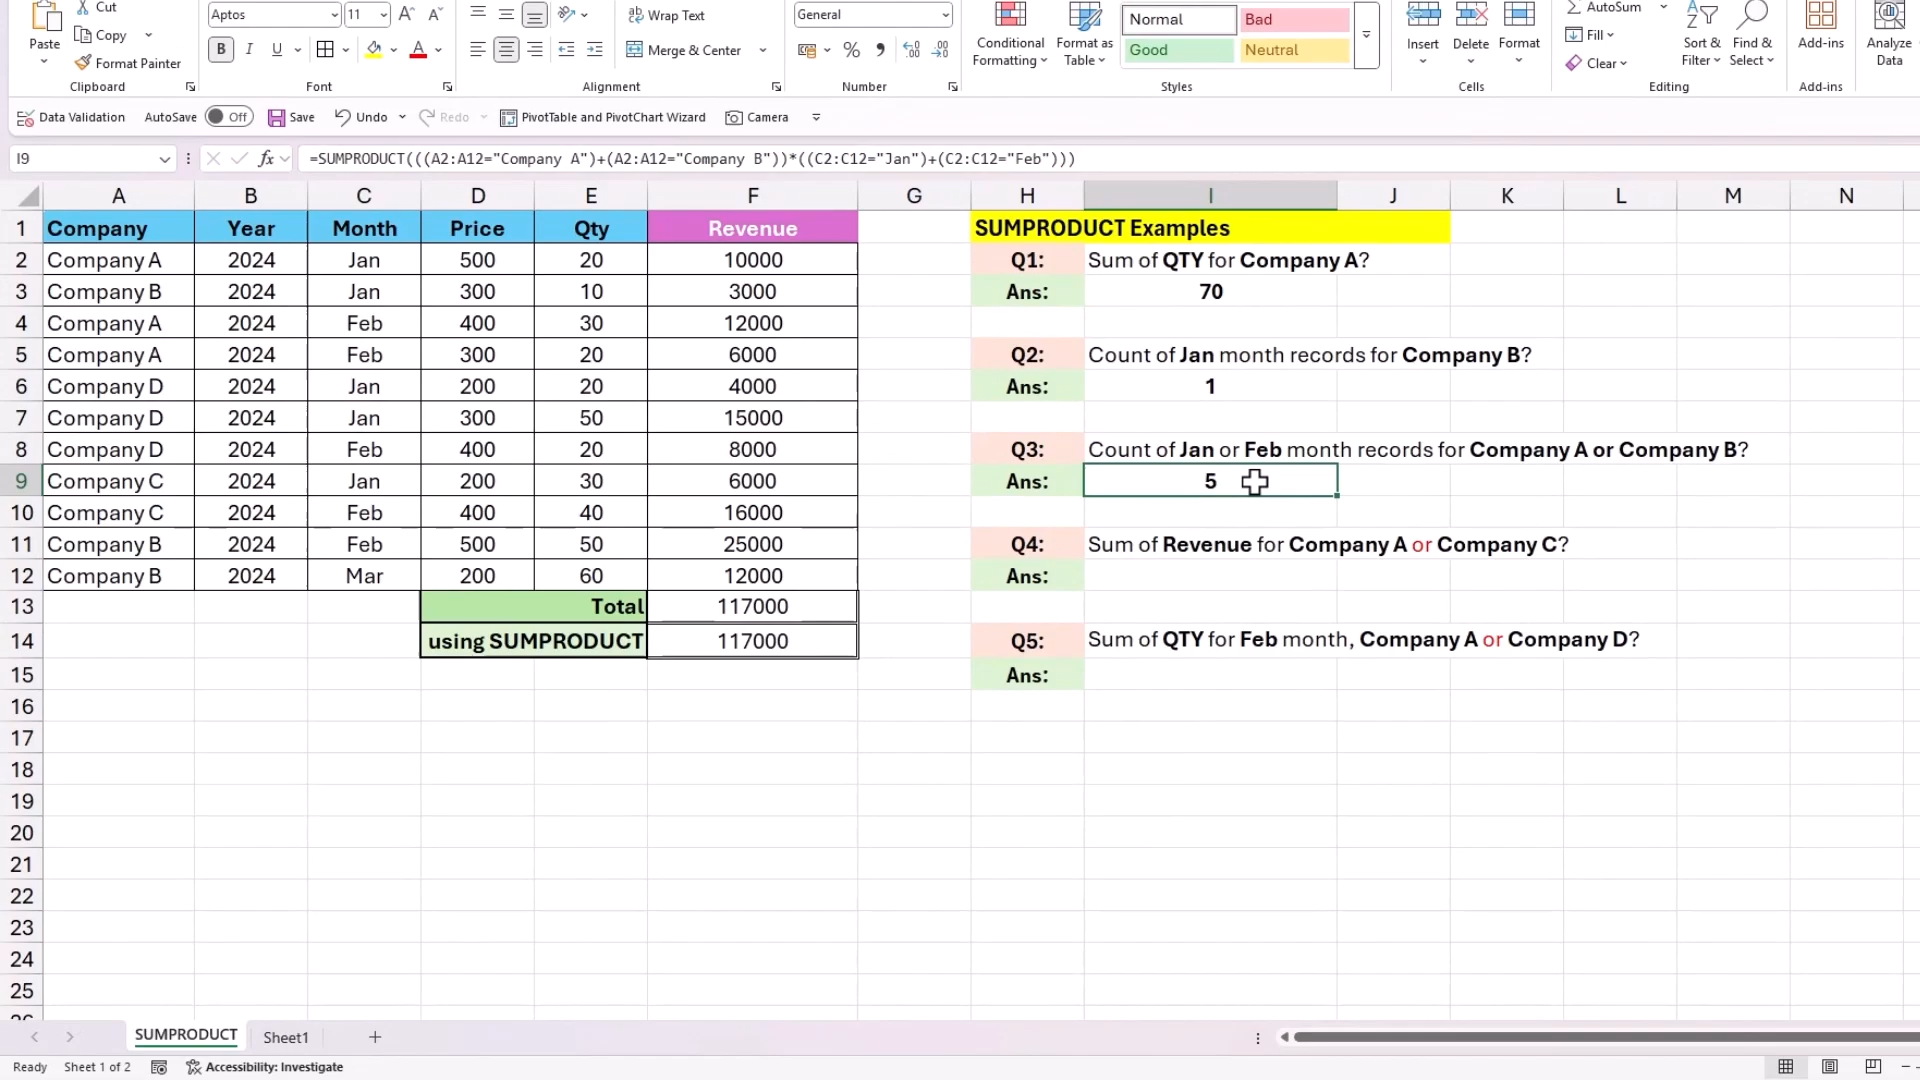 Cut
Aptos
11
Wrap Text
General
Normal
Bad
AutoSum
Paste
Copy
B I U
A
Merge & Center
Conditional Formatting
Format as Table
Good
Neutral
Insert
Delete
Format
Fill
Sort & Filter
Find & Select
Add-ins
Analyze Data
Format Painter
Clear
Clipboard
Font
Alignment
Number
Styles
Cells
Editing
Add-ins
Data Validation
AutoSave
Off
Save
Undo
Redo
PivotTable and PivotChart Wizard
Camera
I9
fx
=SUMPRODUCT(((A2:A12="Company A")+(A2:A12="Company B"))*((C2:C12="Jan")+(C2:C12="Feb")))
A B C D E F G H I J K L M N
1 Company Year Month Price Qty Revenue SUMPRODUCT Examples
2 Company A 2024 Jan 500 20 10000 Q1: Sum of QTY for Company A?
3 Company B 2024 Jan 300 10 3000 Ans: 70
4 Company A 2024 Feb 400 30 12000
5 Company A 2024 Feb 300 20 6000 Q2: Count of Jan month records for Company B?
6 Company D 2024 Jan 200 20 4000 Ans: 1
7 Company D 2024 Jan 300 50 15000
8 Company D 2024 Feb 400 20 8000 Q3: Count of Jan or Feb month records for Company A or Company B?
9 Company C 2024 Jan 200 30 6000 Ans: 5
10 Company C 2024 Feb 400 40 16000
11 Company B 2024 Feb 500 50 25000 Q4: Sum of Revenue for Company A or Company C?
12 Company B 2024 Mar 200 60 12000 Ans:
13 Total 117000
14 using SUMPRODUCT 117000 Q5: Sum of QTY for Feb month, Company A or Company D?
15 Ans:
16
17
18
19
20
21
22
23
24
25
26
SUMPRODUCT
Sheet1
Ready
Sheet 1 of 2
Accessibility: Investigate